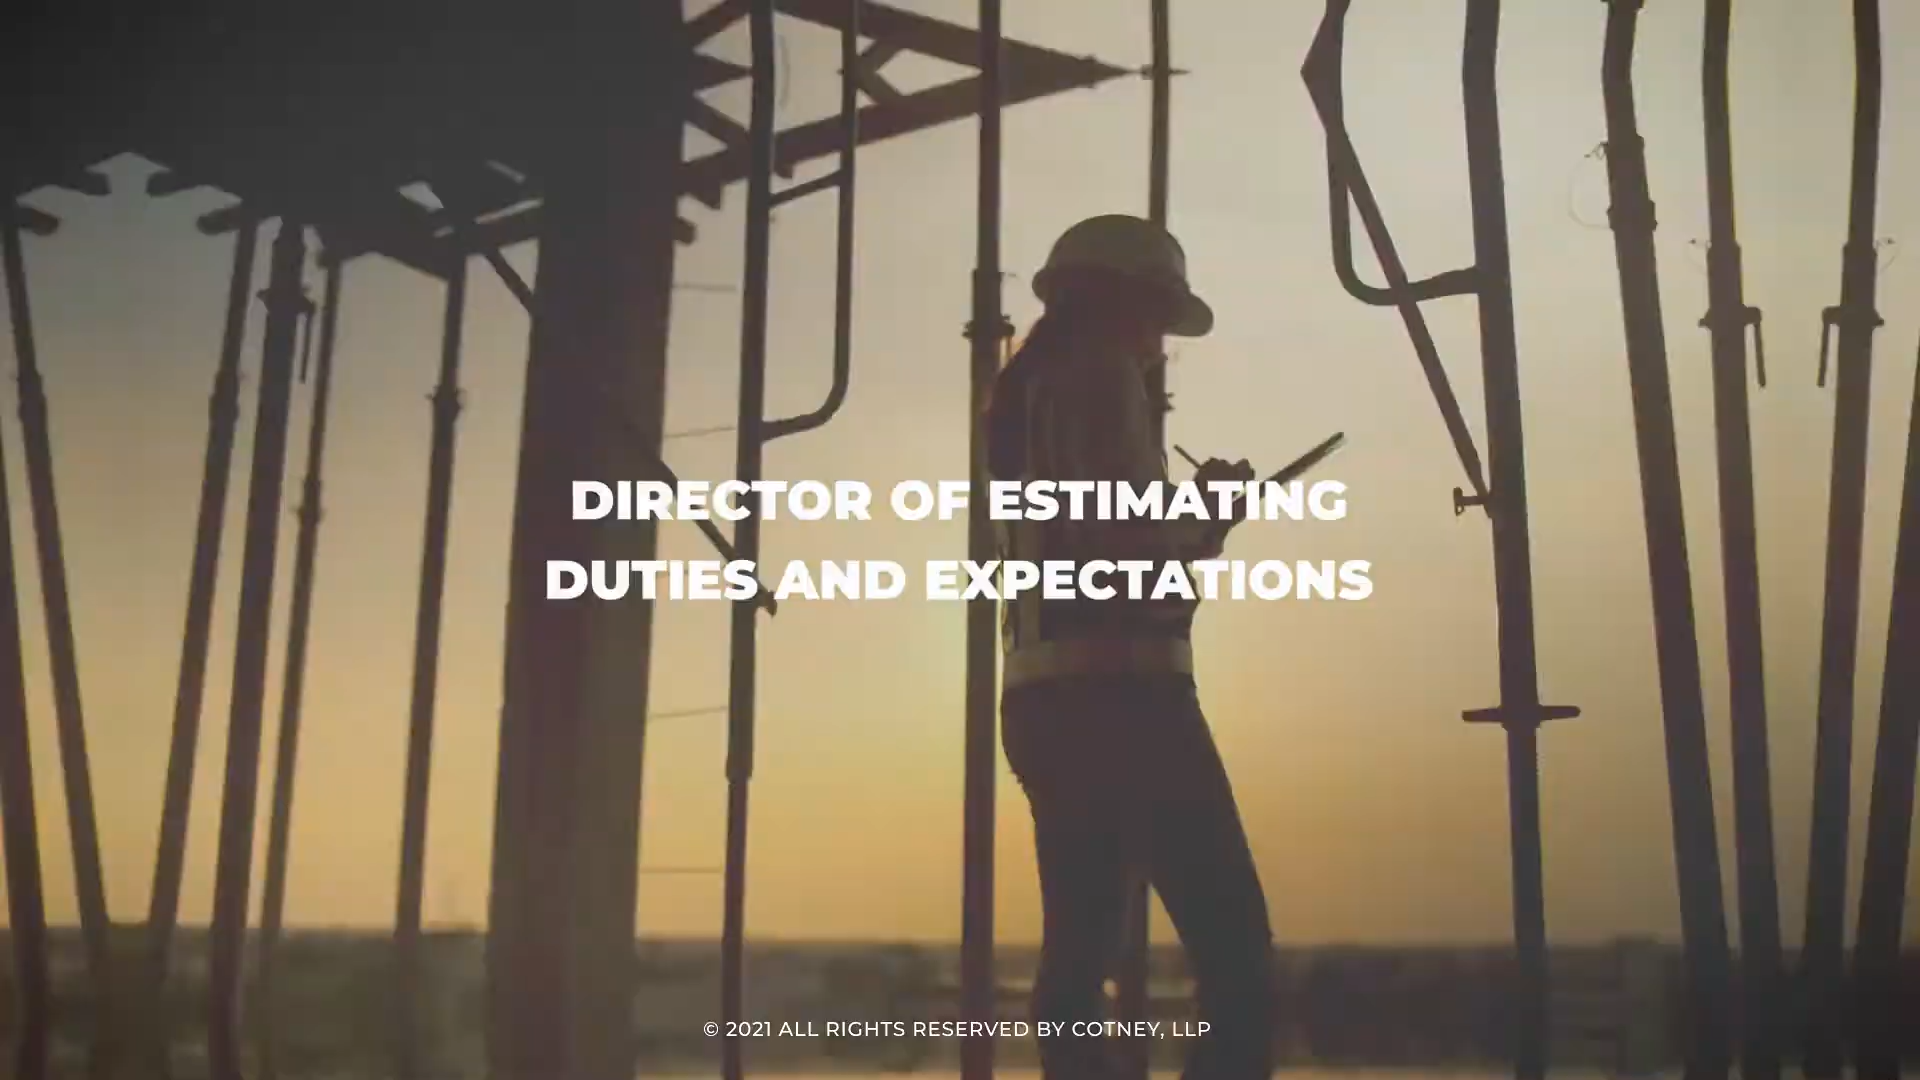 DIRECTOR OF ESTIMATING
DUTIES AND EXPECTATIONS
© 2021 ALL RIGHTS RESERVED BY COTNEY, LLP